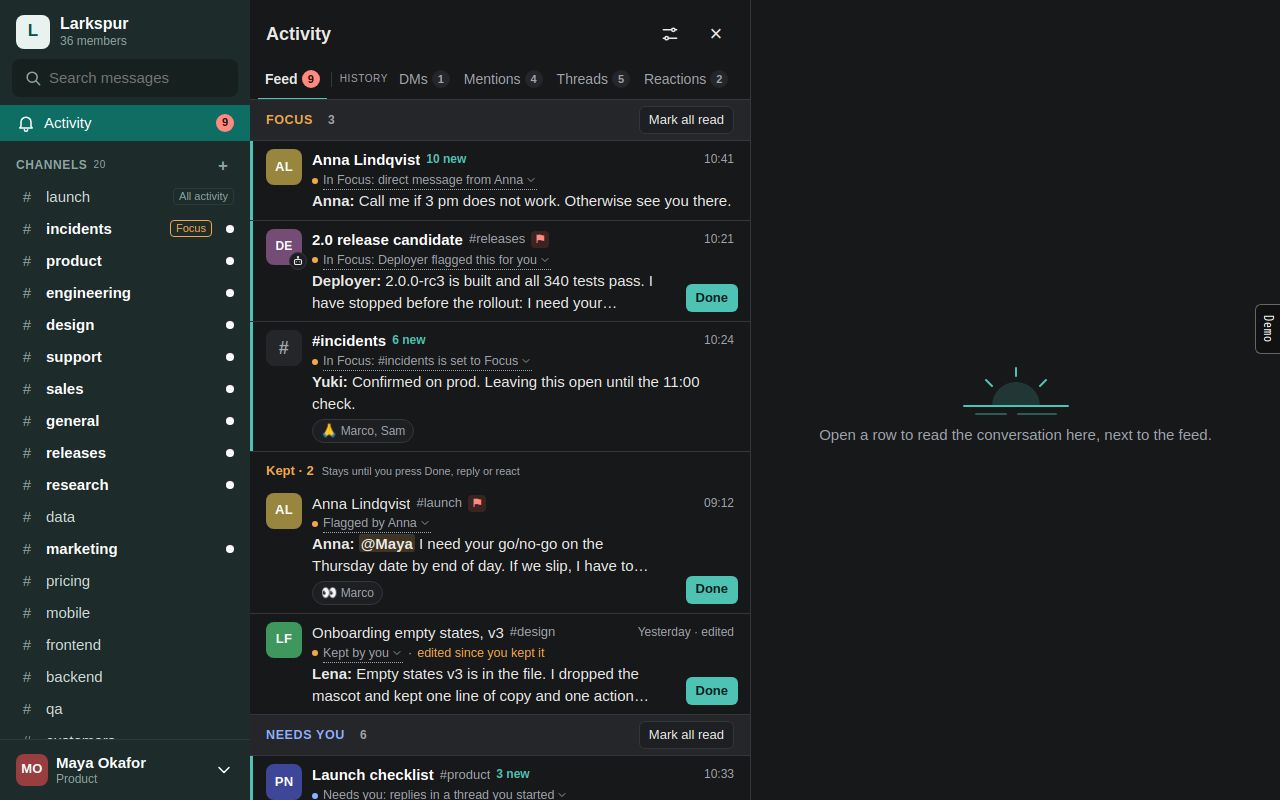 L
Larkspur
36 members
Search messages
Activity 9
CHANNELS 20 +
# launch All activity
# incidents Focus
# product
# engineering
# design
# support
# sales
# general
# releases
# research
# data
# marketing
# pricing
# mobile
# frontend
# backend
# qa
MO
Maya Okafor
Product
Activity
Feed 9 HISTORY DMs 1 Mentions 4 Threads 5 Reactions 2
FOCUS 3 Mark all read
AL
Anna Lindqvist 10 new 10:41
In Focus: direct message from Anna
Anna: Call me if 3 pm does not work. Otherwise see you there.
DE
2.0 release candidate #releases 10:21
In Focus: Deployer flagged this for you
Deployer: 2.0.0-rc3 is built and all 340 tests pass. I
have stopped before the rollout: I need your…
Done
#
#incidents 6 new 10:24
In Focus: #incidents is set to Focus
Yuki: Confirmed on prod. Leaving this open until the 11:00
check.
🙏 Marco, Sam
Kept · 2 Stays until you press Done, reply or react
AL
Anna Lindqvist #launch 09:12
Flagged by Anna
Anna: @Maya I need your go/no-go on the
Thursday date by end of day. If we slip, I have to…
👀 Marco
Done
LF
Onboarding empty states, v3 #design Yesterday · edited
Kept by you · edited since you kept it
Lena: Empty states v3 is in the file. I dropped the
mascot and kept one line of copy and one action…
Done
NEEDS YOU 6 Mark all read
PN
Launch checklist #product 3 new 10:33
Needs you: replies in a thread you started
Open a row to read the conversation here, next to the feed.
Demo